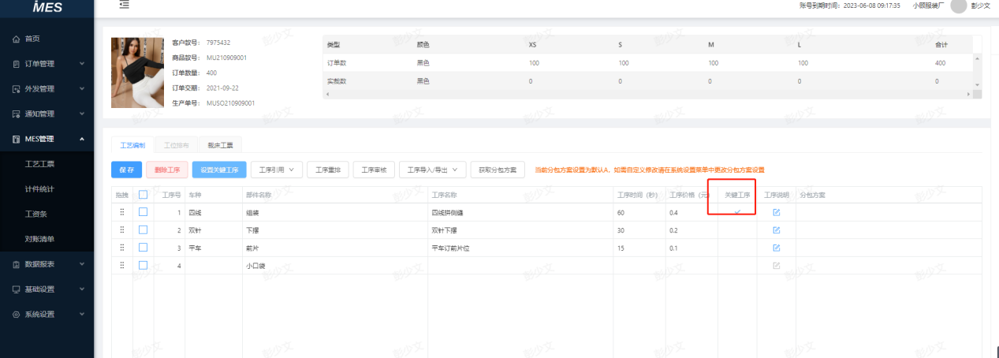 iMES
账号到期时间：2023-06-08 09:17:35 小顾服装厂 彭少文
首页
订单管理
外发管理
通知管理
MES管理
工艺工票
计件统计
工资条
对账清单
数据报表
基础设置
系统设置
客户款号： 7975432
商品款号： MU210909001
订单数量： 400
订单交期： 2021-09-22
生产单号： MUSO210909001
类型 颜色 XS S M L 合计
订单数 黑色 100 100 100 100 400
实裁数 黑色 0 0 0 0 0
工艺编制 工位排布 裁床工票
保存 删除工序 设置关键工序 工序引用 工序重排 工序审核 工序导入/导出 获取分包方案 当前分包方案设置为默认A，如需自定义修改请在系统设置菜单中更改分包方案设置
拖拽 工序号 车种 部件名称 工序名称 工序时间（秒） 工序价格（元） 关键工序 工序说明 分包方案
1 四线 组装 四线拼侧缝 60 0.4
2 双针 下摆 双针下摆 30 0.2
3 平车 前片 平车订前片位 15 0.1
4 小口袋